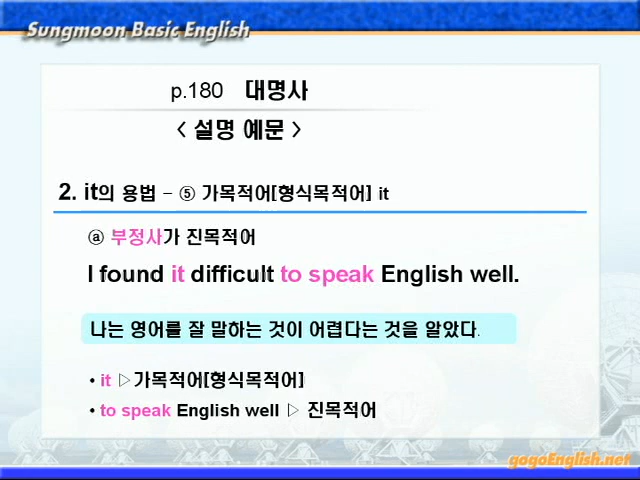 Sungmoon Basic English
p.180 대명사
< 설명 예문 >
2. it의 용법 - ⑤ 가목적어[형식목적어] it
ⓐ 부정사가 진목적어
I found it difficult to speak English well.
나는 영어를 잘 말하는 것이 어렵다는 것을 알았다.
• it ▷가목적어[형식목적어]
• to speak English well ▷ 진목적어
gogoEnglish.net